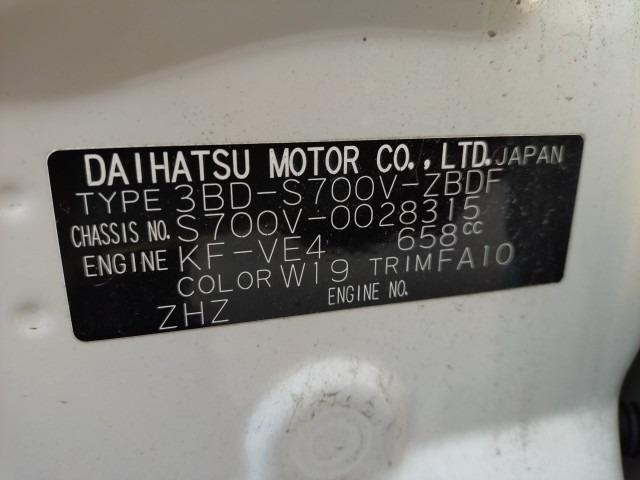 DAIHATSU MOTOR CO.,LTD. JAPAN
TYPE 3BD-S700V-ZBDF
CHASSIS NO. S700V-0028315
ENGINE KF-VE4 658cc
COLOR W19 TRIM FA10
ENGINE NO.
ZHZ